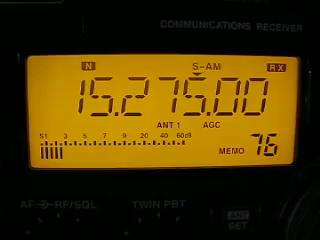 COMMUNICATIONS RECEIVER
N S-AM RX
15.275.00
ANT 1 AGC
S1 3 5 7 9 20 40 60dB
MEMO 76
AF RF/SQL TWIN PBT ANT
SET